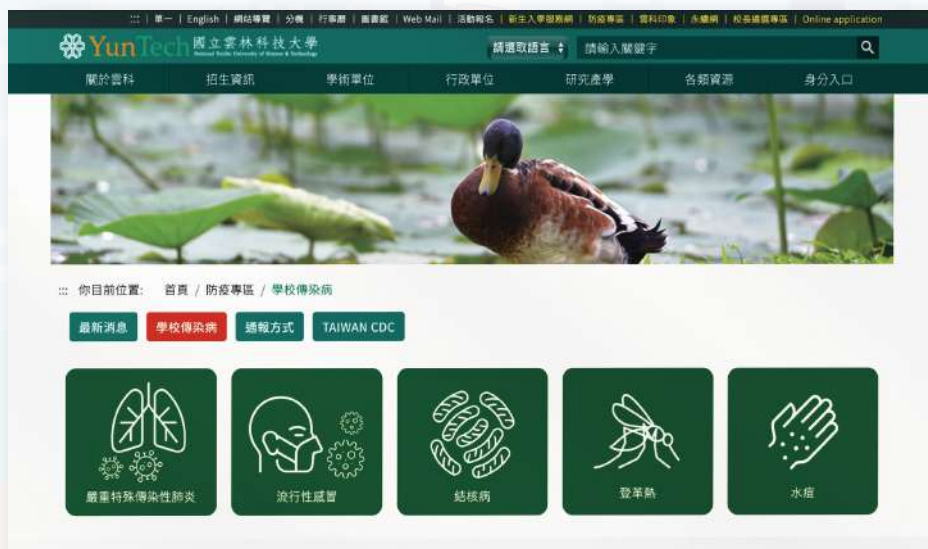 ::: | 單一 | English | 網站導覽 | 分機 | 行事曆 | 圖書館 | Web Mail | 活動報名 | 新生入學服務網 | 防疫專區 | 雲科印象 | 永續網 | 校長遴選專區 | Online application
YunTech 國立雲林科技大學
National Yunlin University of Science & Technology
請選取語言 請輸入關鍵字
關於雲科 招生資訊 學術單位 行政單位 研究產學 各類資源 身分入口
::: 你目前位置: 首頁 / 防疫專區 / 學校傳染病
最新消息 學校傳染病 通報方式 TAIWAN CDC
嚴重特殊傳染性肺炎 流行性感冒 結核病 登革熱 水痘